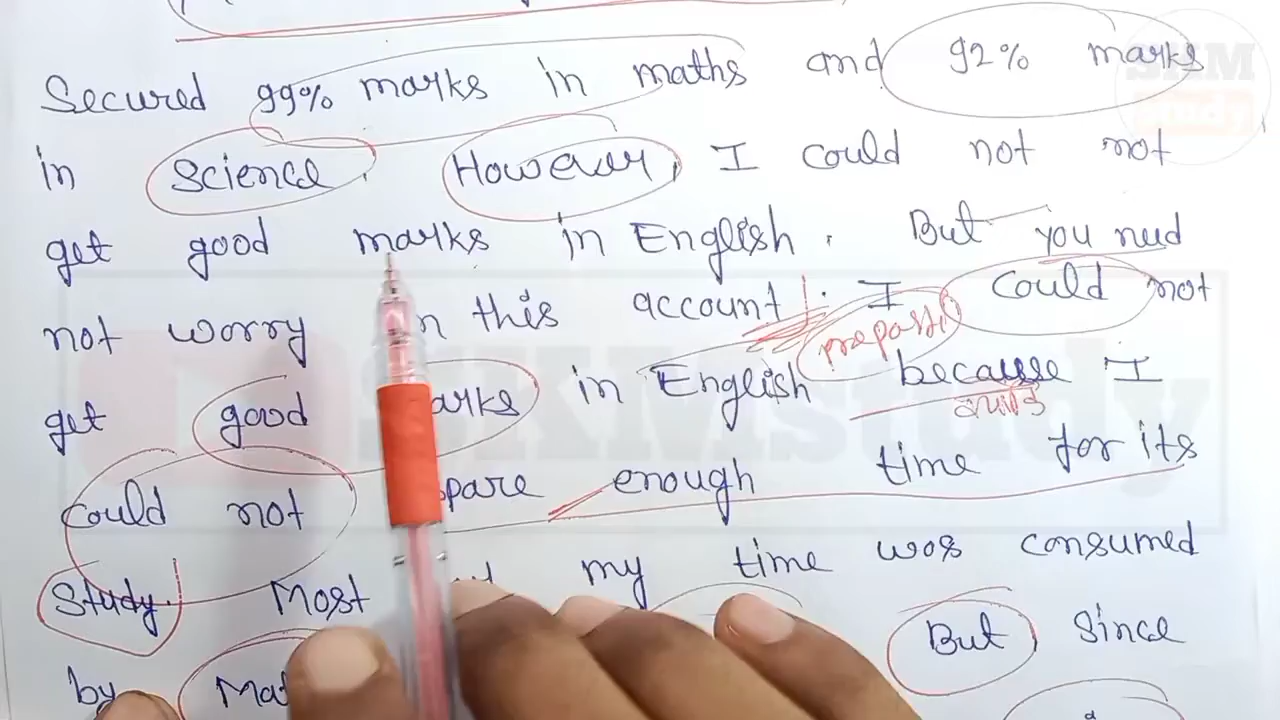 Secured 99% marks in maths and 92% marks
in Science. However, I could not not
get good marks in English. But you need
not worry on this account. I could not
get good marks in English because I
could not spare enough time for its
Study. Most my time was consumed
by But, Since
SKMstudy